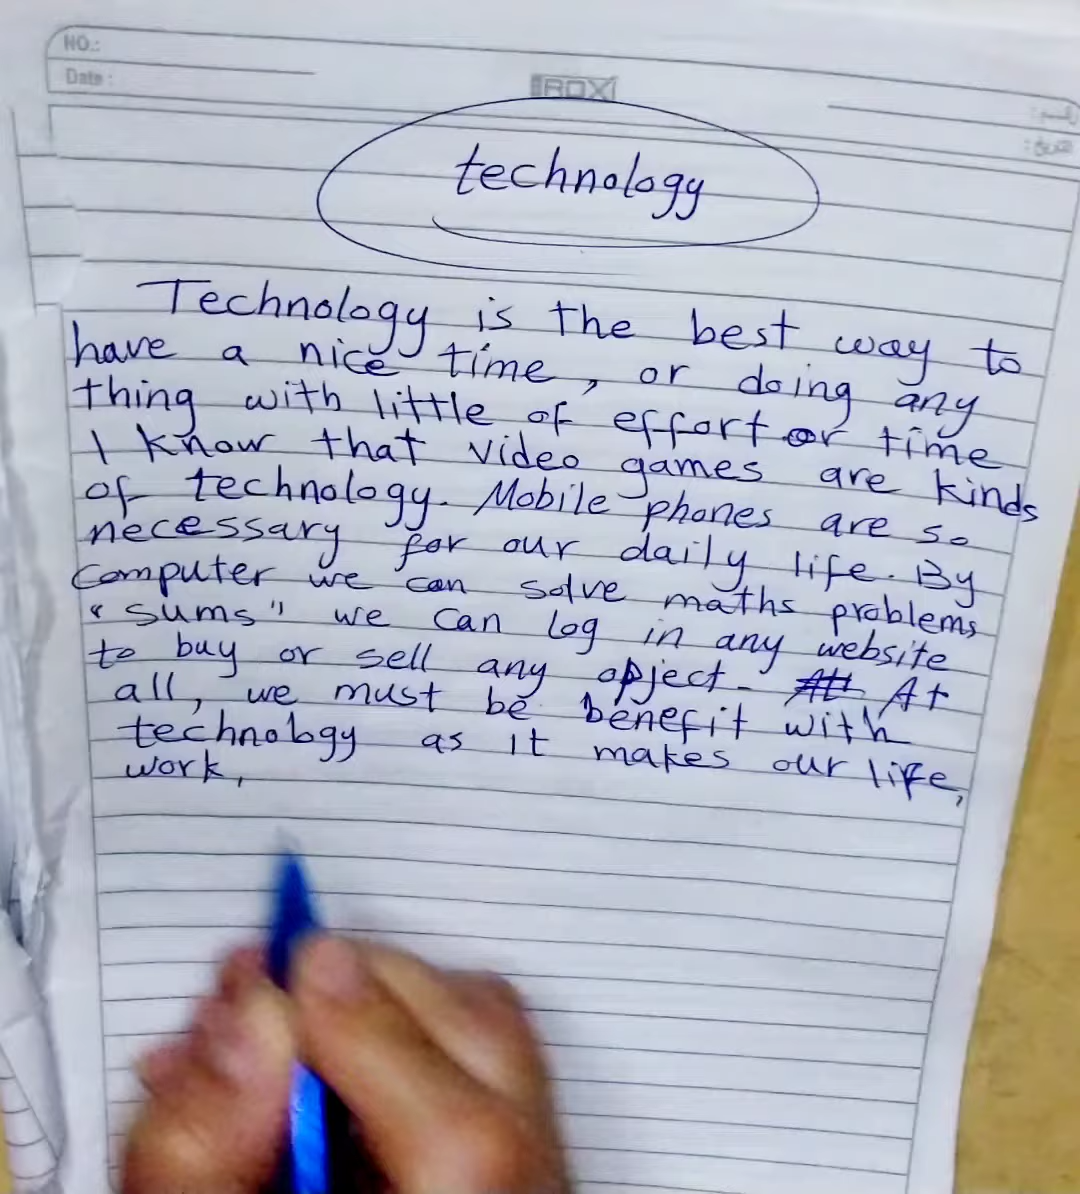 NO.:
Date :
ROX
technology
Technology is the best way to
have a nice time, or doing any
thing with little of effort or time
I know that video games are kinds
of technology. Mobile phones are so
necessary for our daily life. By
computer we can solve maths problems
"sums" we can log in any website
to buy or sell any opject. At
all, we must be benefit with
technology as it makes our life,
work,